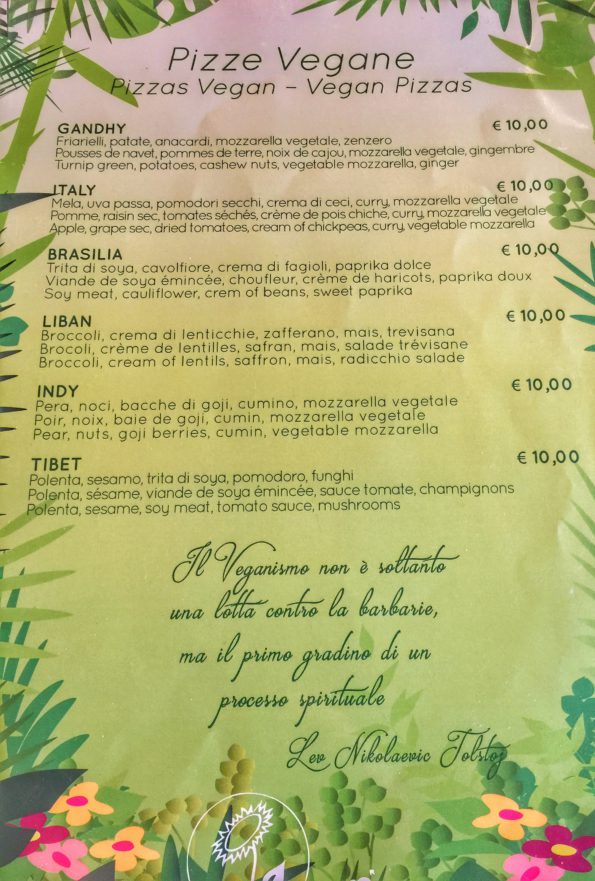 Pizze Vegane
Pizzas Vegan – Vegan Pizzas
GANDHY € 10,00
Friarielli, patate, anacardi, mozzarella vegetale, zenzero
Pousses de navet, pommes de terre, noix de cajou, mozzarella vegetale, gingembre
Turnip green, potatoes, cashew nuts, vegetable mozzarella, ginger
ITALY € 10,00
Mela, uva passa, pomodori secchi, crema di ceci, curry, mozzarella vegetale
Pomme, raisin sec, tomates séchés, crème de pois chiche, curry, mozzarella vegetale
Apple, grape sec, dried tomatoes, cream of chickpeas, curry, vegetable mozzarella
BRASILIA € 10,00
Trita di soya, cavolfiore, crema di fagioli, paprika dolce
Viande de soya émincée, choufleur, crème de haricots, paprika doux
Soy meat, cauliflower, crem of beans, sweet paprika
LIBAN € 10,00
Broccoli, crema di lenticchie, zafferano, mais, trevisana
Brocoli, crème de lentilles, safran, mais, salade trévisane
Broccoli, cream of lentils, saffron, mais, radicchio salade
INDY € 10,00
Pera, noci, bacche di goji, cumino, mozzarella vegetale
Poir, noix, baie de goji, cumin, mozzarella vegetale
Pear, nuts, goji berries, cumin, vegetable mozzarella
TIBET € 10,00
Polenta, sesamo, trita di soya, pomodoro, funghi
Polenta, sésame, viande de soya émincée, sauce tomate, champignons
Polenta, sesame, soy meat, tomato sauce, mushrooms
Il Veganismo non è soltanto
una lotta contro la barbarie,
ma il primo gradino di un
processo spirituale
Lev Nikolaevic Tolstoj